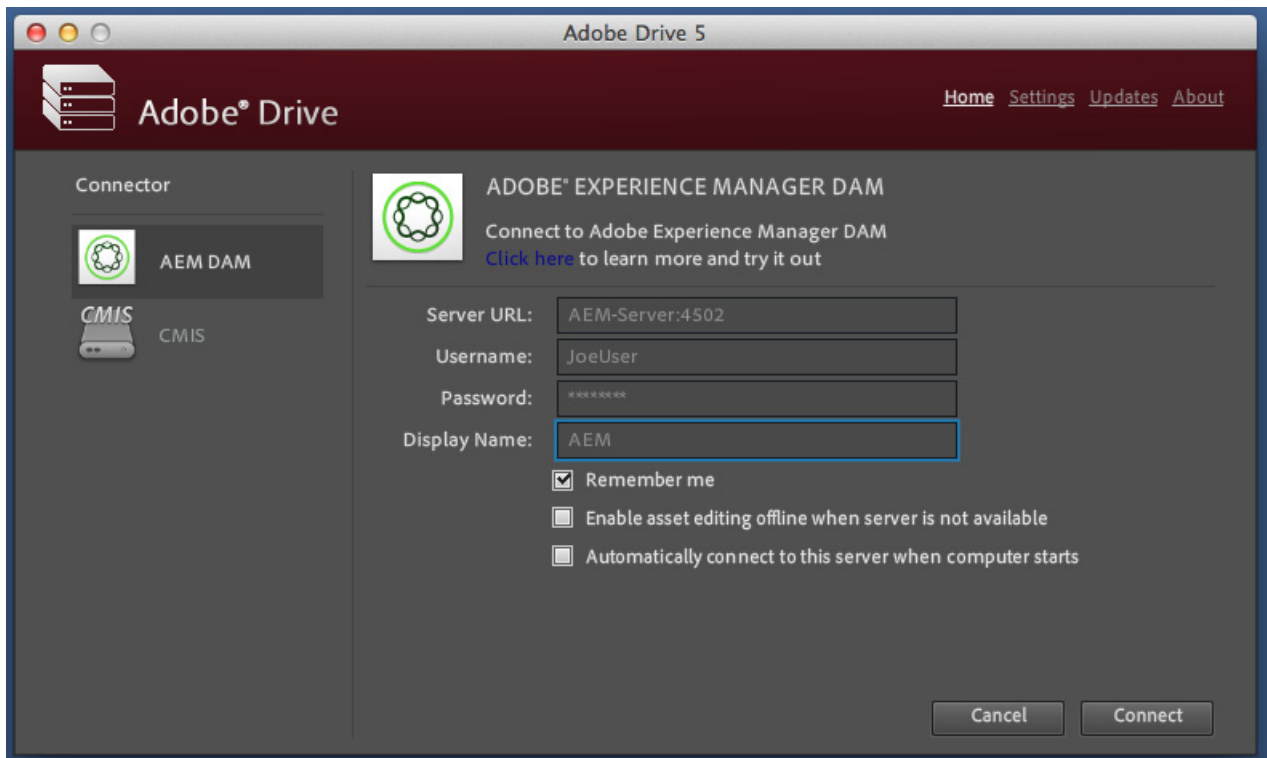 Adobe Drive 5
Adobe® Drive
Home Settings Updates About
Connector
AEM DAM
CMIS
CMIS
ADOBE® EXPERIENCE MANAGER DAM
Connect to Adobe Experience Manager DAM
Click here to learn more and try it out
Server URL: AEM-Server:4502
Username: JoeUser
Password: ********
Display Name: AEM
Remember me
Enable asset editing offline when server is not available
Automatically connect to this server when computer starts
Cancel Connect